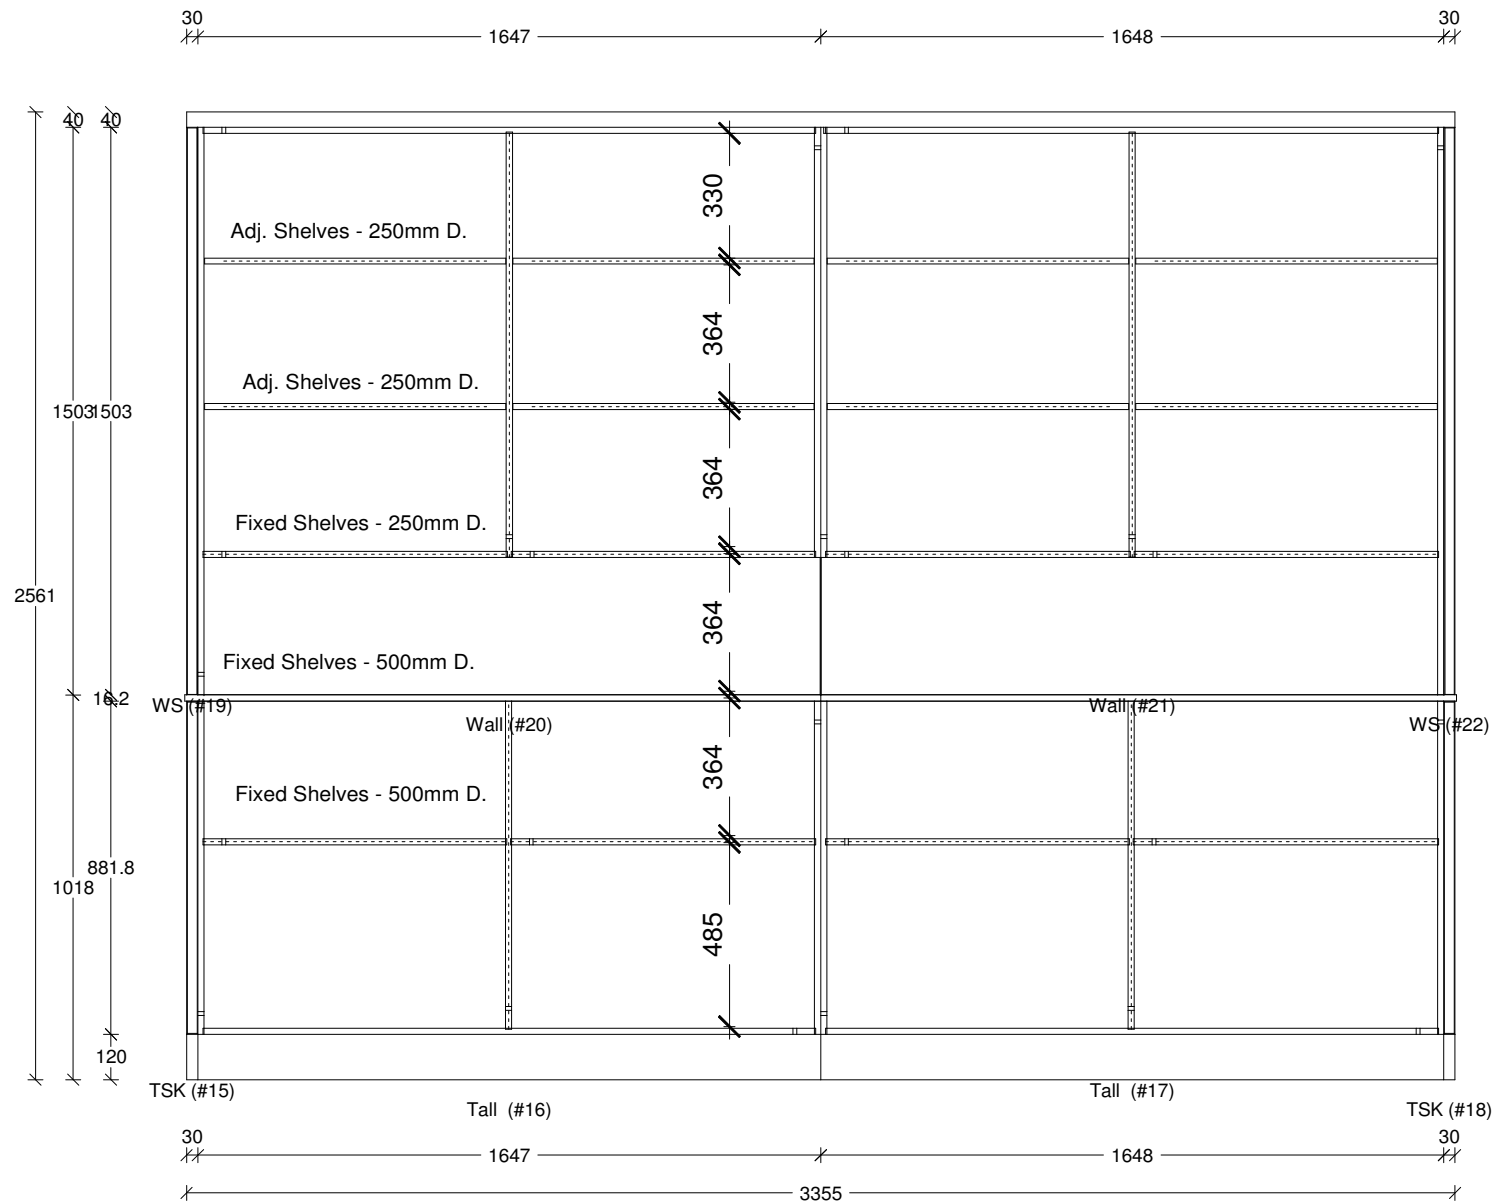 30
30
1647
1648
40
40
330
Adj. Shelves - 250mm D.
364
Adj. Shelves - 250mm D.
1503
1503
364
Fixed Shelves - 250mm D.
2561
364
Fixed Shelves - 500mm D.
16.2
WS (#19)
Wall (#20)
Wall (#21)
WS (#22)
364
Fixed Shelves - 500mm D.
881.8
1018
485
120
TSK (#15)
Tall (#16)
Tall (#17)
TSK (#18)
30
30
1647
1648
3355